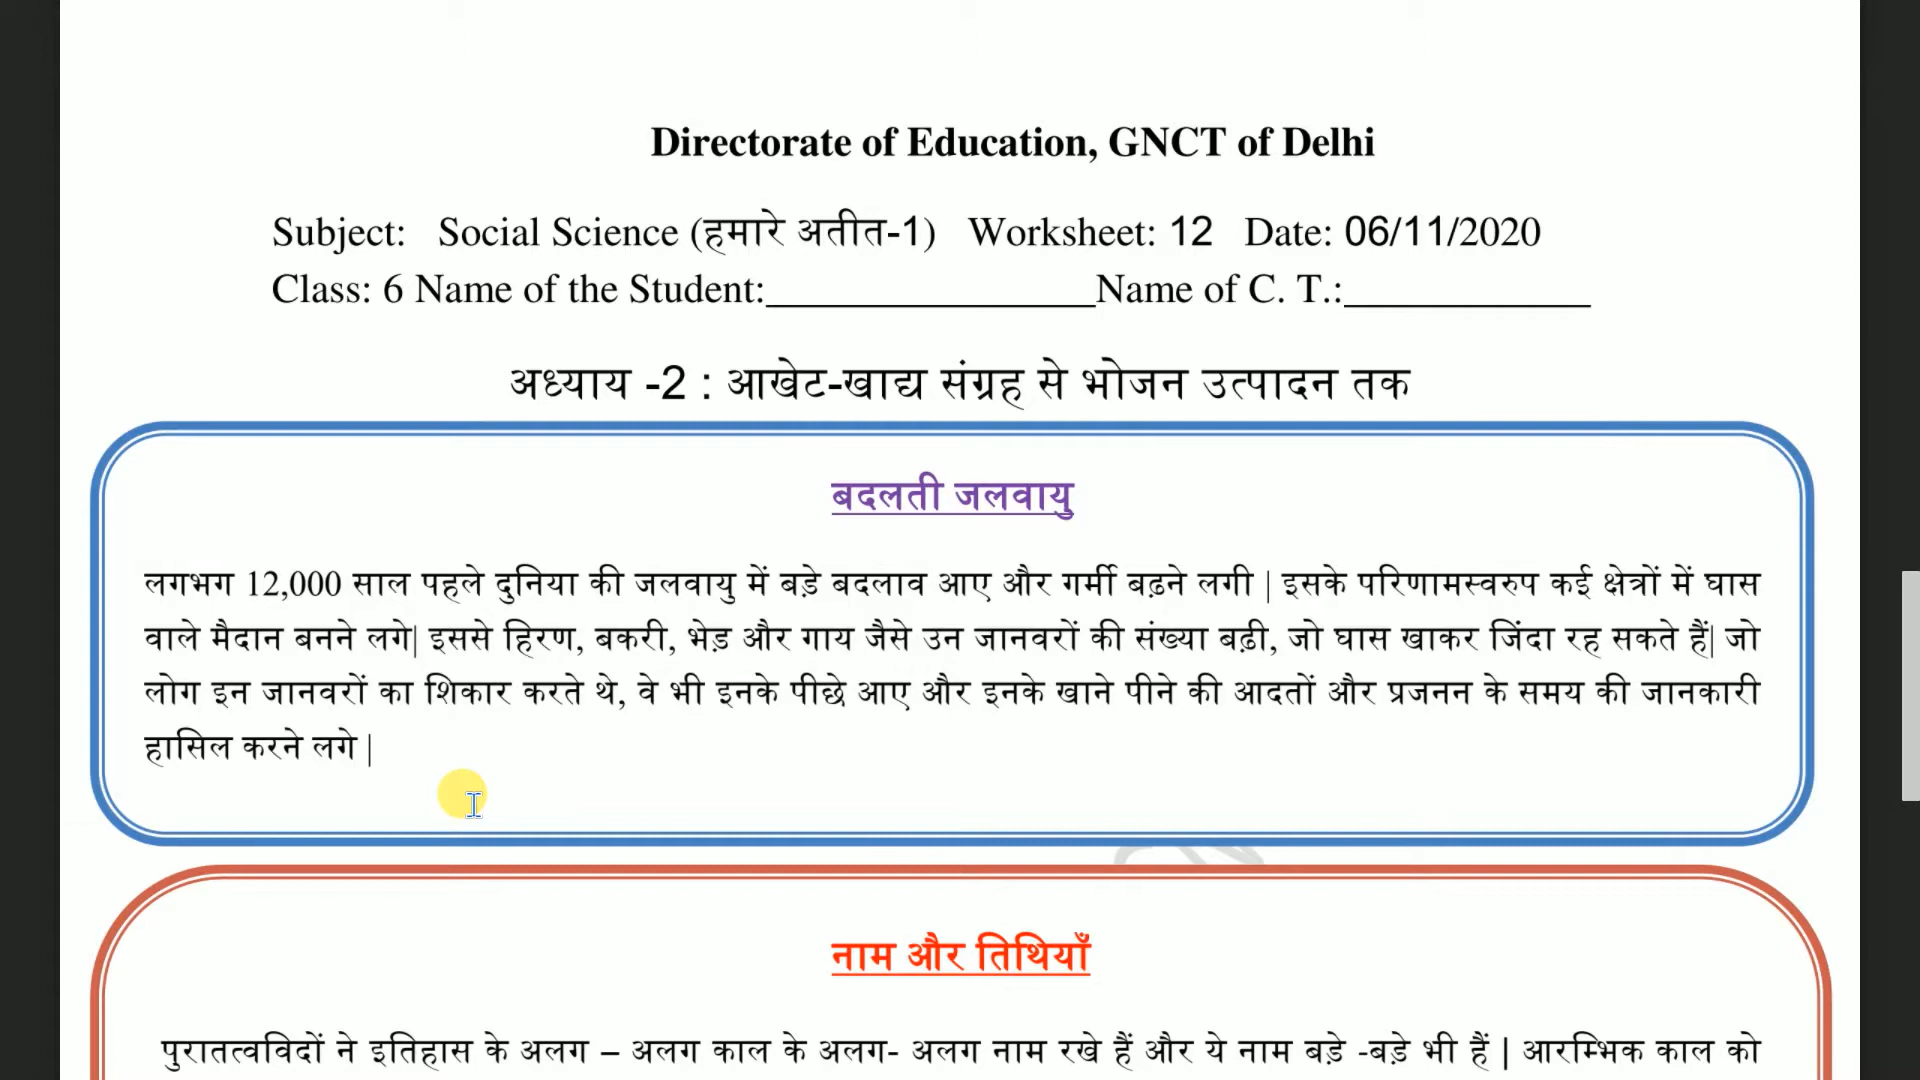 Directorate of Education, GNCT of Delhi
Subject: Social Science (हमारे अतीत-1) Worksheet: 12 Date: 06/11/2020
Class: 6 Name of the Student:________________Name of C. T.:____________
अध्याय -2 : आखेट-खाद्य संग्रह से भोजन उत्पादन तक
बदलती जलवायु
लगभग 12,000 साल पहले दुनिया की जलवायु में बड़े बदलाव आए और गर्मी बढ़ने लगी | इसके परिणामस्वरुप कई क्षेत्रों में घास
वाले मैदान बनने लगे| इससे हिरण, बकरी, भेड़ और गाय जैसे उन जानवरों की संख्या बढ़ी, जो घास खाकर जिंदा रह सकते हैं| जो
लोग इन जानवरों का शिकार करते थे, वे भी इनके पीछे आए और इनके खाने पीने की आदतों और प्रजनन के समय की जानकारी
हासिल करने लगे |
नाम और तिथियाँ
पुरातत्वविदों ने इतिहास के अलग – अलग काल के अलग- अलग नाम रखे हैं और ये नाम बड़े -बड़े भी हैं | आरम्भिक काल को